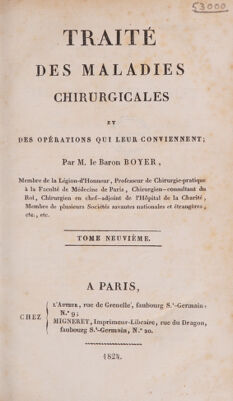 53000
TRAITÉ
DES MALADIES
CHIRURGICALES
ET
DES OPÉRATIONS QUI LEUR CONVIENNENT;
Par M. le Baron BOYER,
Membre de la Légion-d'Honneur, Professeur de Chirurgie-pratique
à la Faculté de Médecine de Paris, Chirurgien-consultant du
Roi, Chirurgien en chef-adjoint de l'Hôpital de la Charité,
Membre de plusieurs Sociétés savantes nationales et étrangères,
etc., etc.
TOME NEUVIÈME.
A PARIS,
CHEZ
L'AUTEUR, rue de Grenelle, faubourg S.t-Germain,
N.° 9;
MIGNERET, Imprimeur-Libraire, rue du Dragon,
faubourg S.t-Germain, N.° 20.
1824.